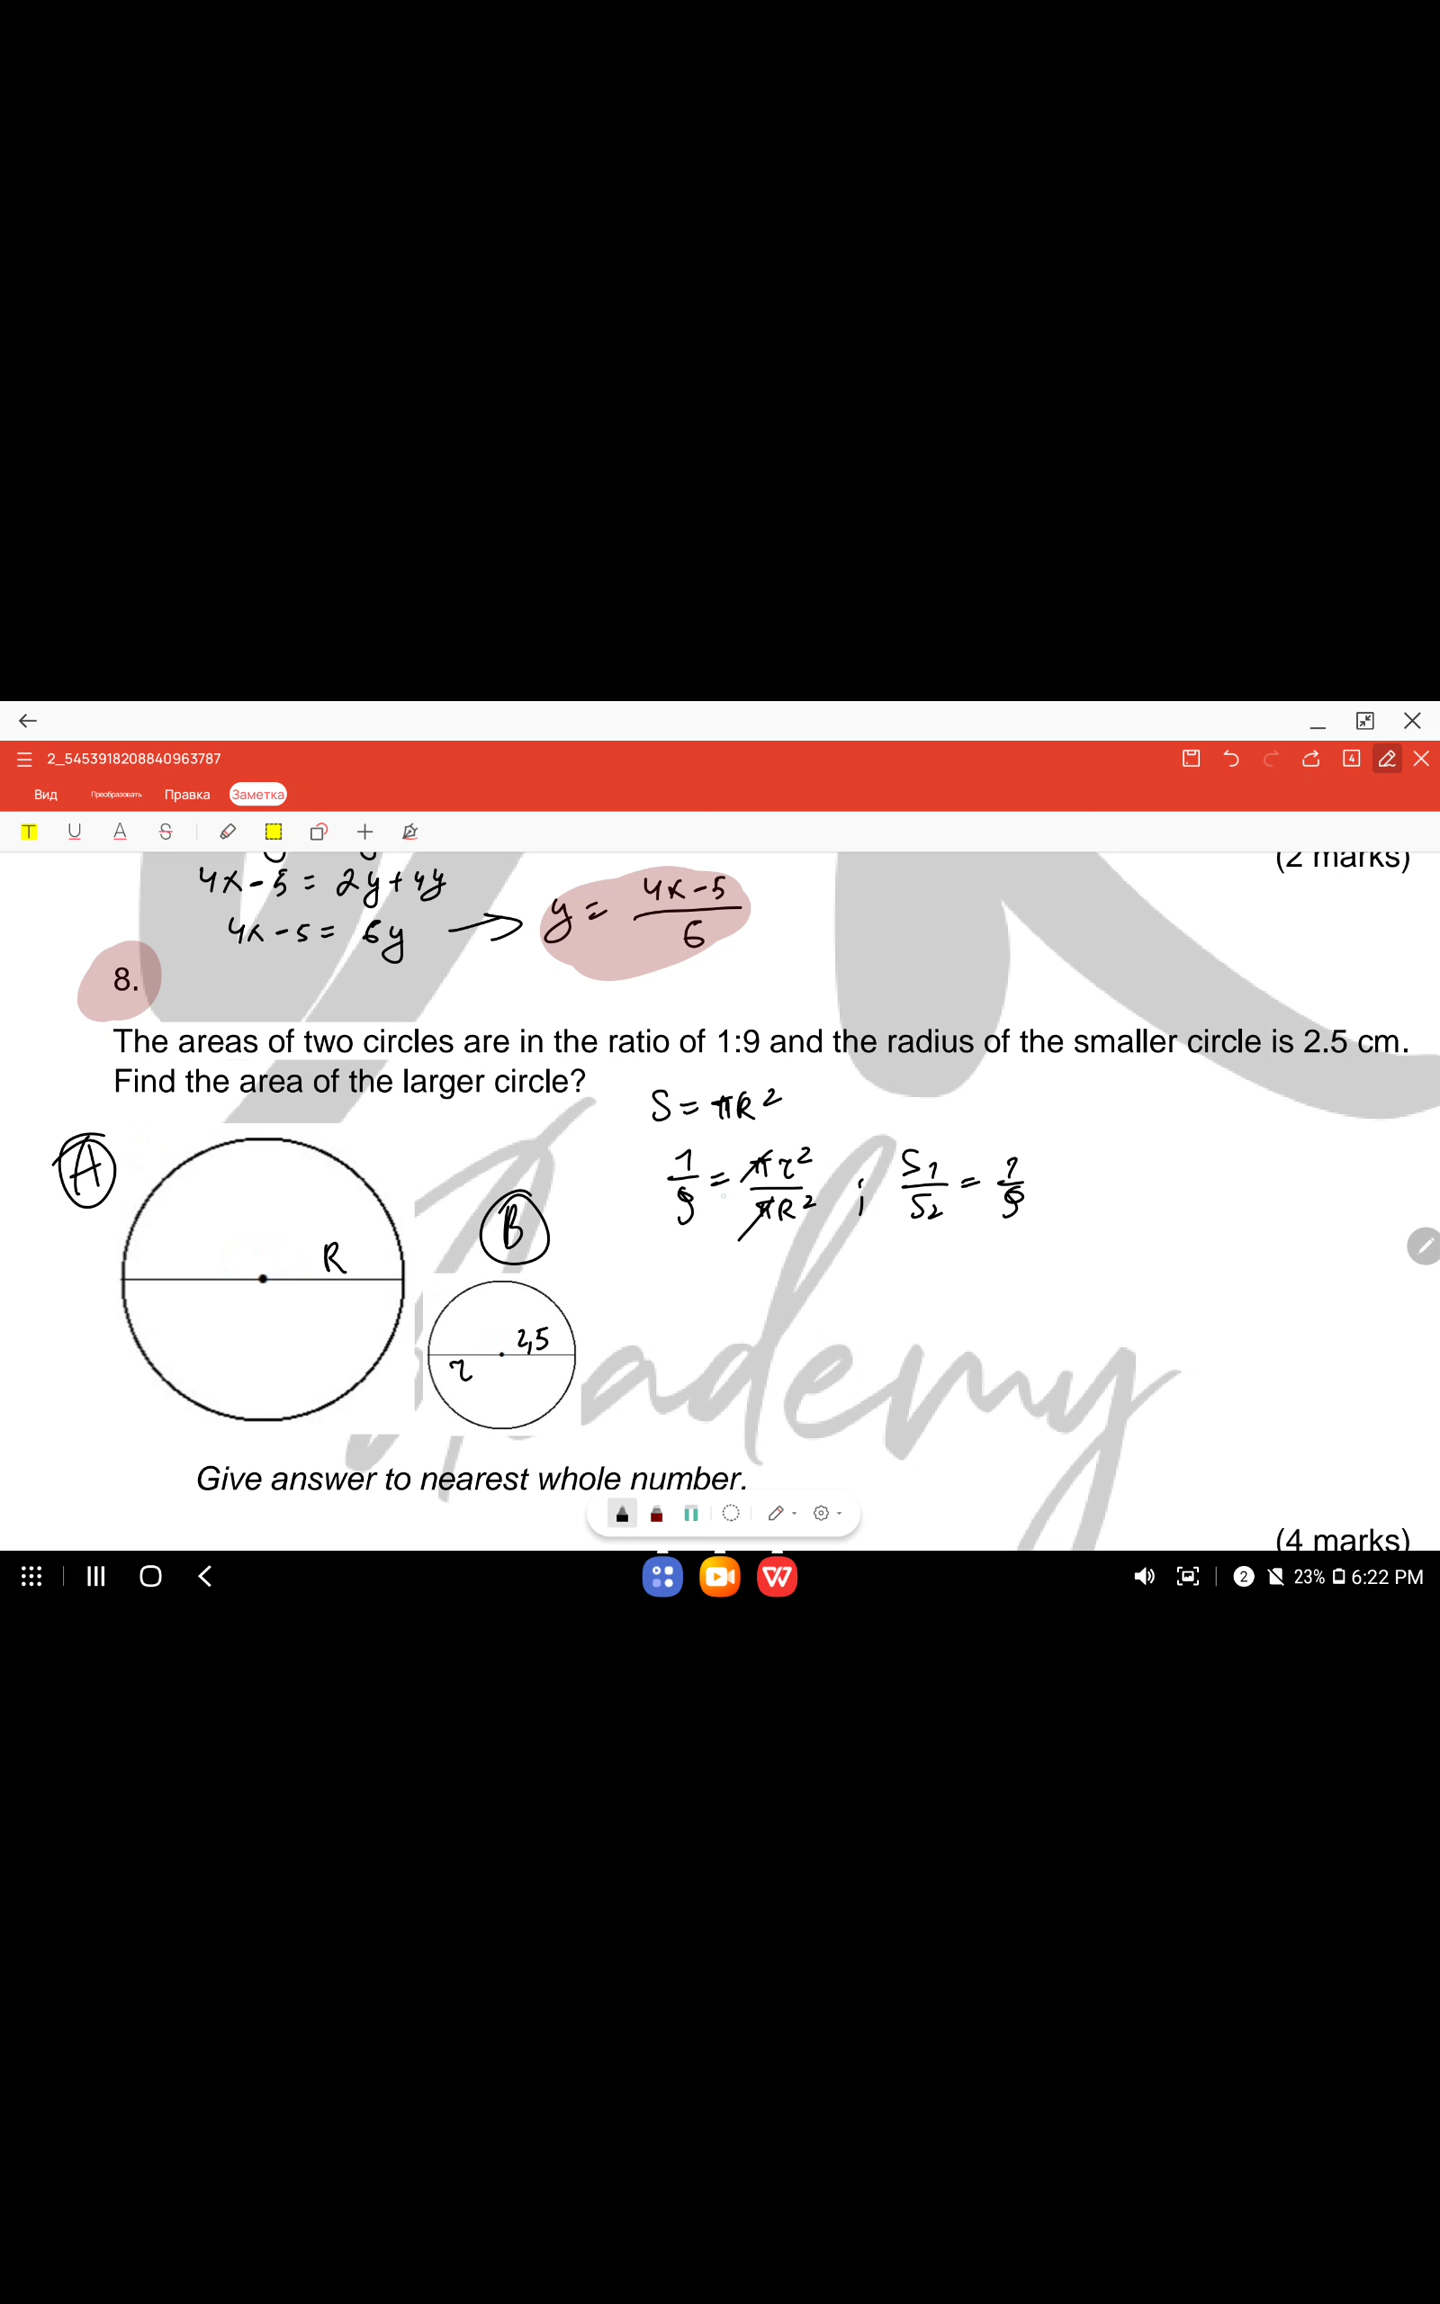 2_5453918208840963787
4
Вид Преобразовать Правка Заметка
T U A S
(2 marks)
4x-5 = 2y+4y
4x-5 = 6y → y = 4x-5 / 6
8.
The areas of two circles are in the ratio of 1:9 and the radius of the smaller circle is 2.5 cm.
Find the area of the larger circle?
S = πR²
A
1/9 = πr²/πR² ; S1/S2 = 1/9
B
R
2,5
r
ademy
Give answer to nearest whole number.
(4 marks)
2 23% 6:22 PM